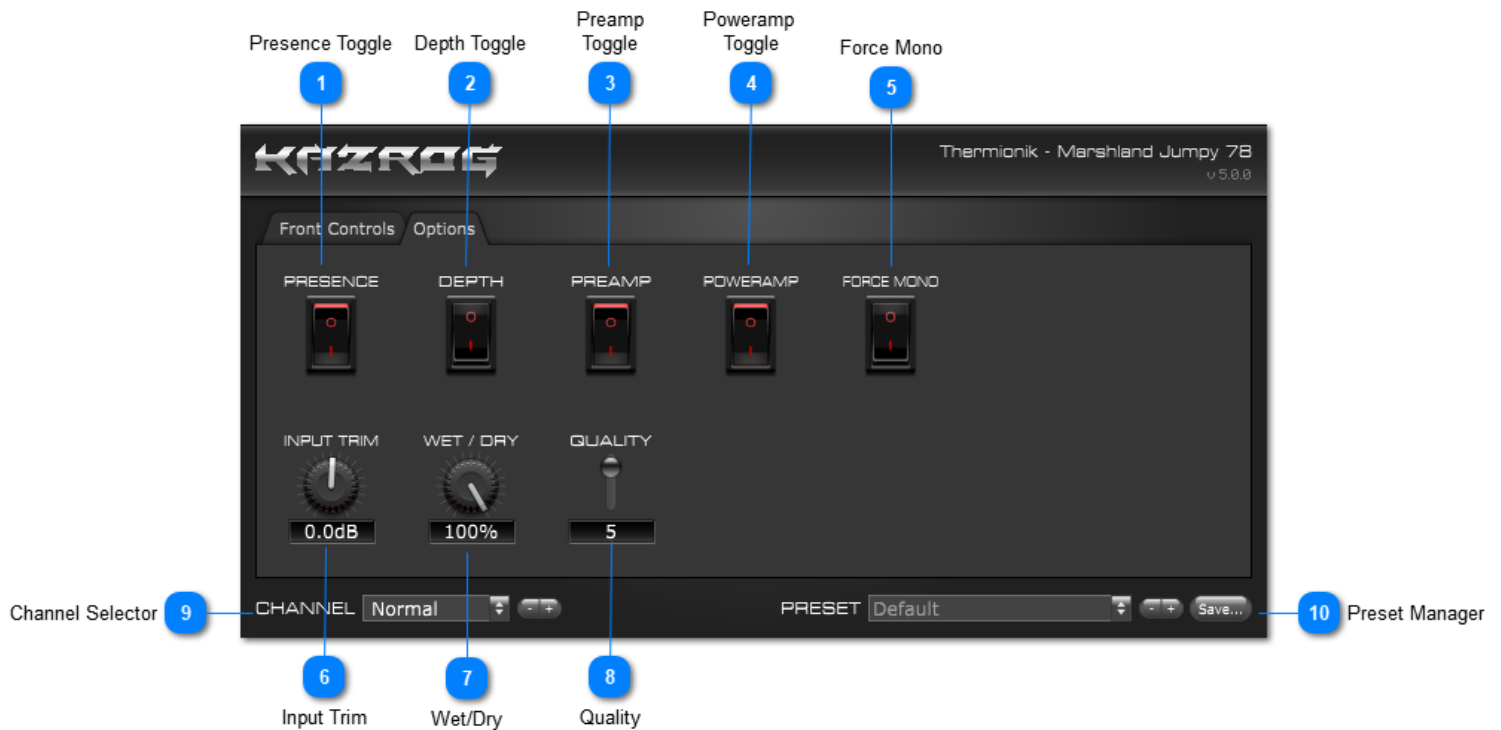 Presence Toggle
Depth Toggle
Preamp
Toggle
Poweramp
Toggle
Force Mono
1
2
3
4
5
KAZROG
Thermionik - Marshland Jumpy 78
v 5.0.0
Front Controls
Options
PRESENCE
DEPTH
PREAMP
POWERAMP
FORCE MONO
O
I
O
I
O
I
O
I
O
I
INPUT TRIM
WET / DRY
QUALITY
0.0dB
100%
5
Channel Selector
9
CHANNEL
Normal
- +
PRESET
Default
- +
Save...
10
Preset Manager
6
7
8
Input Trim
Wet/Dry
Quality